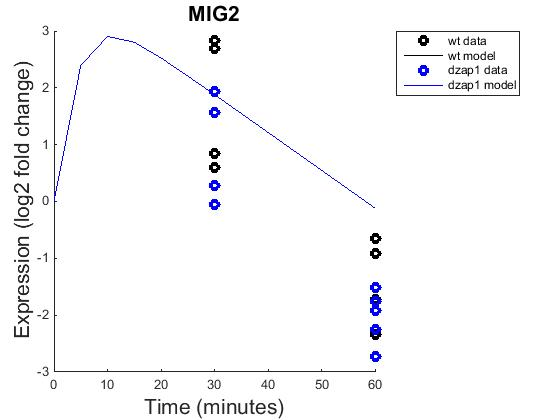 MIG2
3
2
1
0
-1
-2
-3
Expression (log2 fold change)
0
10
20
30
40
50
60
Time (minutes)
wt data
wt model
dzap1 data
dzap1 model